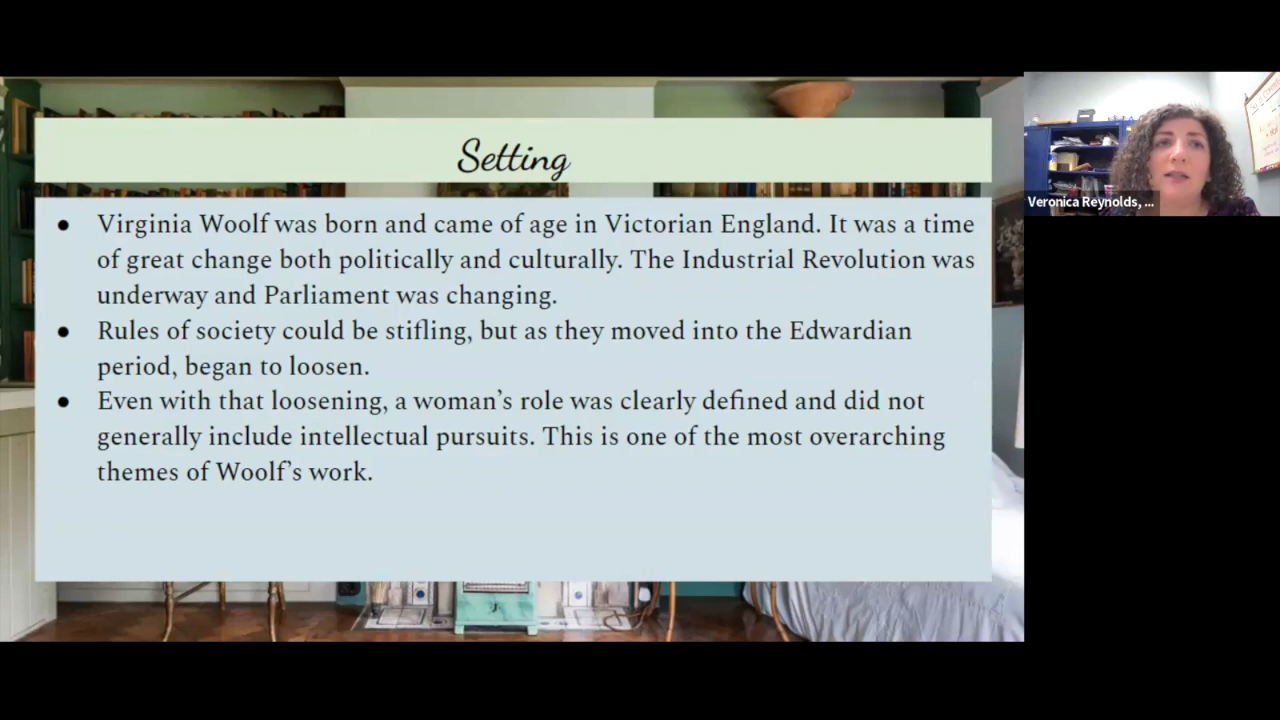 Setting
● Virginia Woolf was born and came of age in Victorian England. It was a time
of great change both politically and culturally. The Industrial Revolution was
underway and Parliament was changing.
● Rules of society could be stifling, but as they moved into the Edwardian
period, began to loosen.
● Even with that loosening, a woman’s role was clearly defined and did not
generally include intellectual pursuits. This is one of the most overarching
themes of Woolf’s work.
Veronica Reynolds, ...